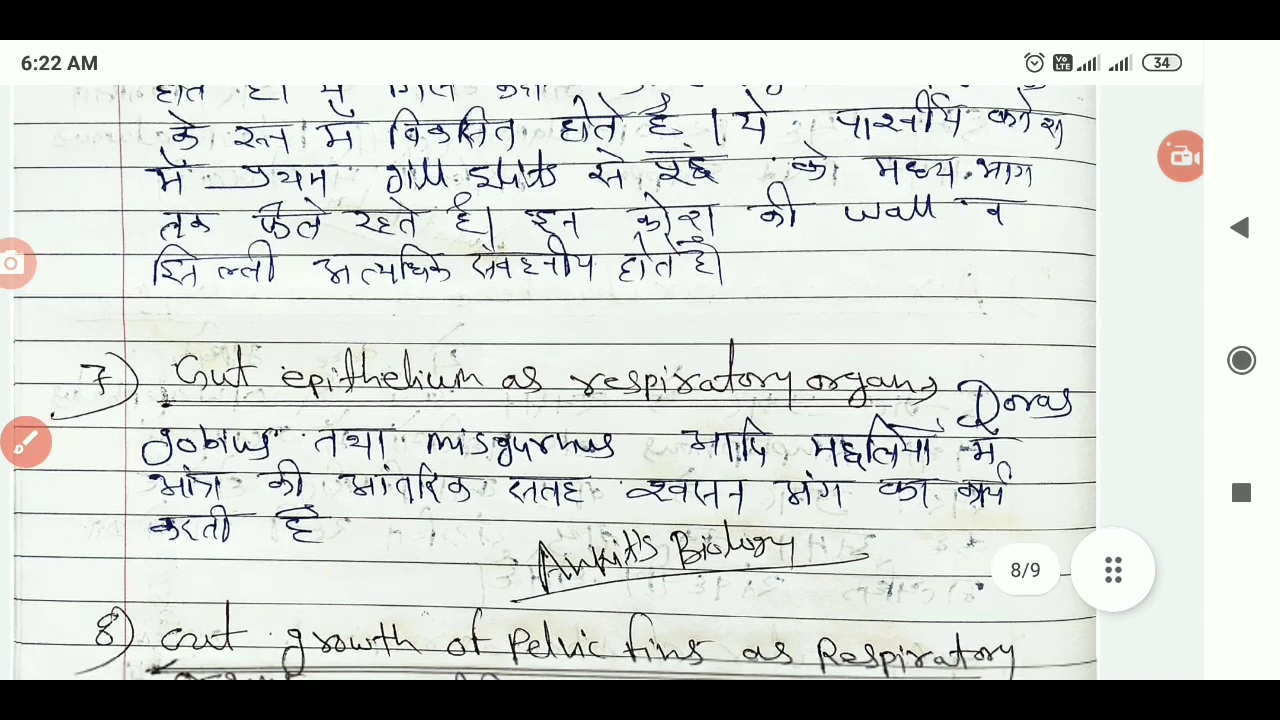 6:22 AM
34
के रूप में विकसित होते है । ये पार्श्वीय कोश
में प्रथम gill slits से पूंछ के मध्य भाग
तक फैले रहते है। इन कोश की wall व
झिल्ली अत्यधिक संवहनीय होते है।
7) Gut epithelium as respiratory organ Doras
gobius तथा misgurnus आदि मछलियों में
आंत्र की आंतरिक सतह श्वसन अंग का कार्य
करती है
Ankit's Biology
8/9
8) Out growth of Pelvic fins as Respiratory